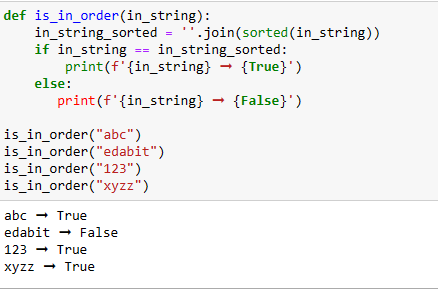 def is_in_order(in_string):
    in_string_sorted = ''.join(sorted(in_string))
    if in_string == in_string_sorted:
        print(f'{in_string} → {True}')
    else:
       print(f'{in_string} → {False}')

is_in_order("abc")
is_in_order("edabit")
is_in_order("123")
is_in_order("xyzz")
abc → True
edabit → False
123 → True
xyzz → True